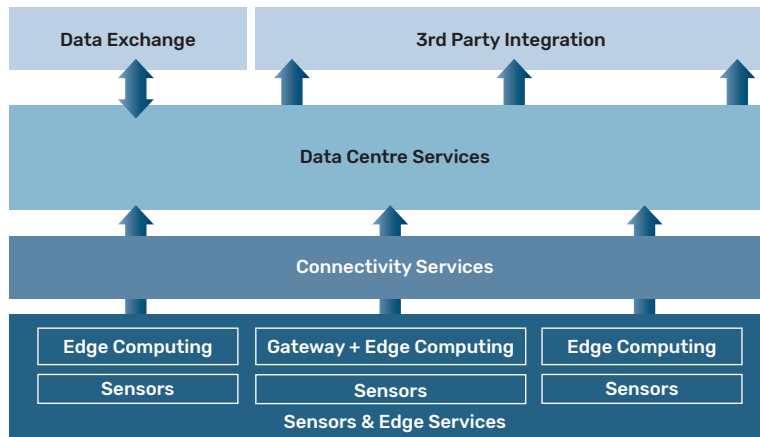 Data Exchange
3rd Party Integration
Data Centre Services
Connectivity Services
Edge Computing
Gateway + Edge Computing
Edge Computing
Sensors
Sensors
Sensors
Sensors & Edge Services